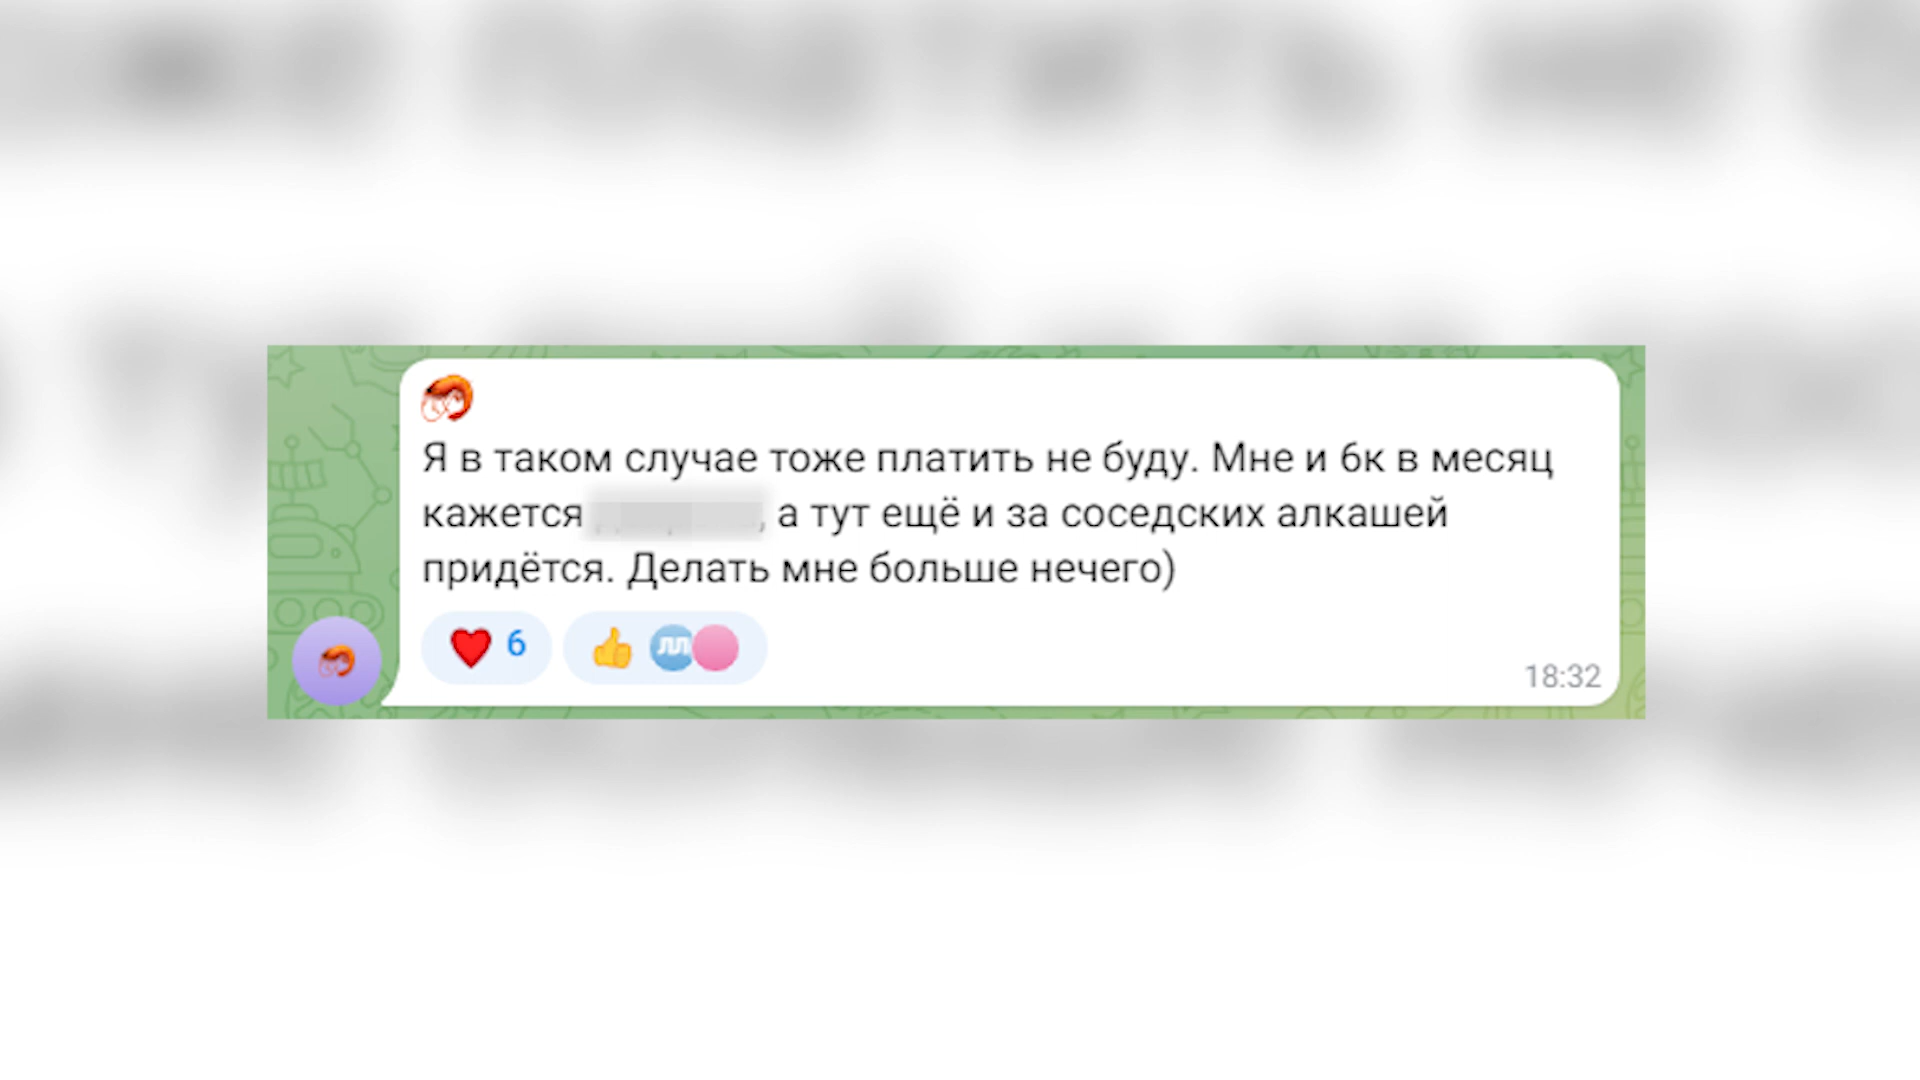 Я в таком случае тоже платить не буду. Мне и 6к в месяц
кажется , а тут ещё и за соседских алкашей
придётся. Делать мне больше нечего)
6
ЛЛ
18:32